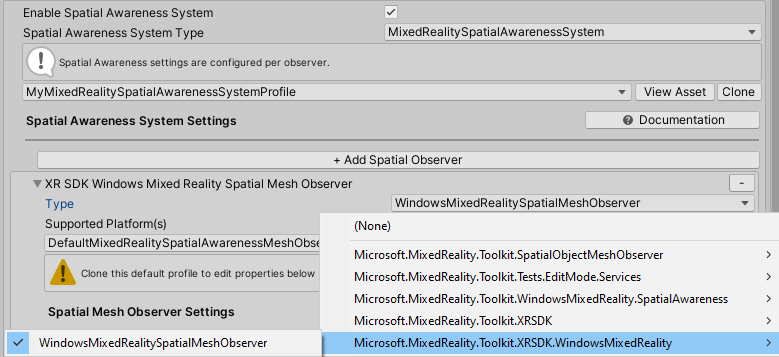 Enable Spatial Awareness System
Spatial Awareness System Type MixedRealitySpatialAwarenessSystem
Spatial Awareness settings are configured per observer.
MyMixedRealitySpatialAwarenessSystemProfile View Asset Clone
Spatial Awareness System Settings Documentation
+ Add Spatial Observer
XR SDK Windows Mixed Reality Spatial Mesh Observer -
Type WindowsMixedRealitySpatialMeshObserver
Supported Platform(s) (None)
DefaultMixedRealitySpatialAwarenessMeshObse
Microsoft.MixedReality.Toolkit.SpatialObjectMeshObserver
Clone this default profile to edit properties below Microsoft.MixedReality.Toolkit.Tests.EditMode.Services
Microsoft.MixedReality.Toolkit.WindowsMixedReality.SpatialAwareness
Spatial Mesh Observer Settings Microsoft.MixedReality.Toolkit.XRSDK
WindowsMixedRealitySpatialMeshObserver Microsoft.MixedReality.Toolkit.XRSDK.WindowsMixedReality